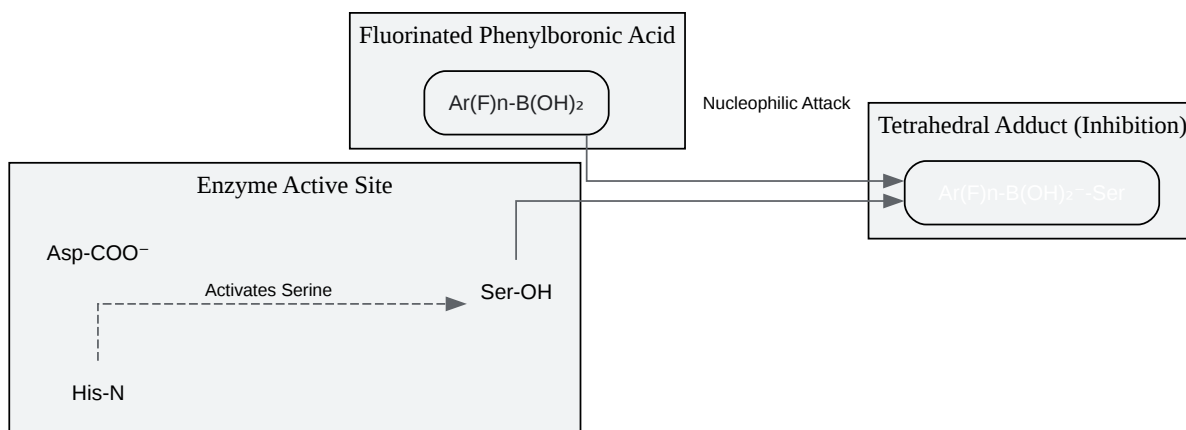 Fluorinated Phenylboronic Acid
Ar(F)n-B(OH)₂
Nucleophilic Attack
Tetrahedral Adduct (Inhibition)
Ar(F)n-B(OH)₂⁻-Ser
Enzyme Active Site
Asp-COO⁻
Activates Serine
Ser-OH
His-N